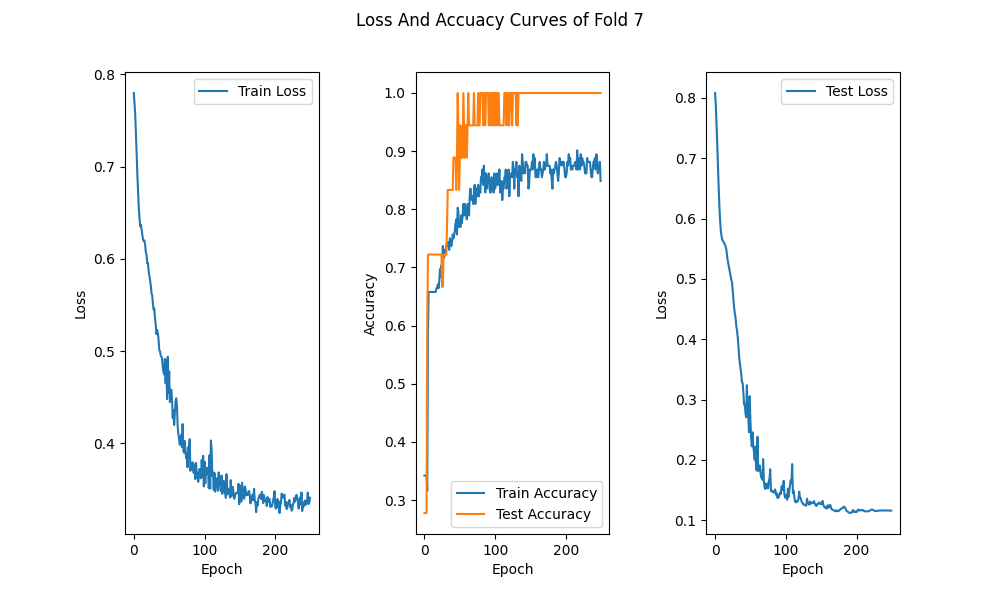 Loss And Accuacy Curves of Fold 7
0.8
0.7
0.6
0.5
0.4
Loss
0 100 200
Epoch
Train Loss
1.0
0.9
0.8
0.7
0.6
0.5
0.4
0.3
Accuracy
0 100 200
Epoch
Train Accuracy
Test Accuracy
0.8
0.7
0.6
0.5
0.4
0.3
0.2
0.1
Loss
0 100 200
Epoch
Test Loss